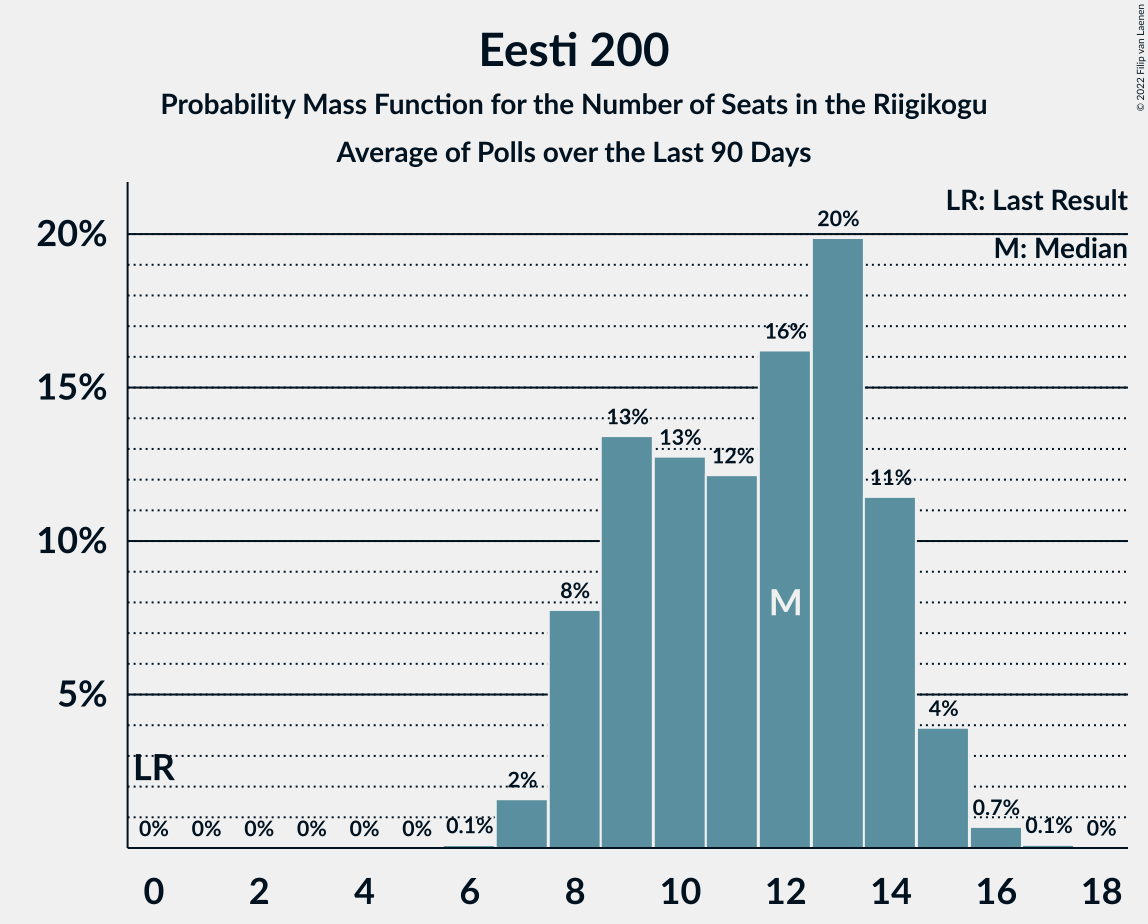 Eesti 200
Probability Mass Function for the Number of Seats in the Riigikogu
Average of Polls over the Last 90 Days
© 2022 Filip van Laenen
LR: Last Result
M: Median
20%
15%
10%
5%
LR
0%
0%
0%
0%
0%
0%
0.1%
2%
8%
13%
13%
12%
16%
M
20%
11%
4%
0.7%
0.1%
0%
0 2 4 6 8 10 12 14 16 18